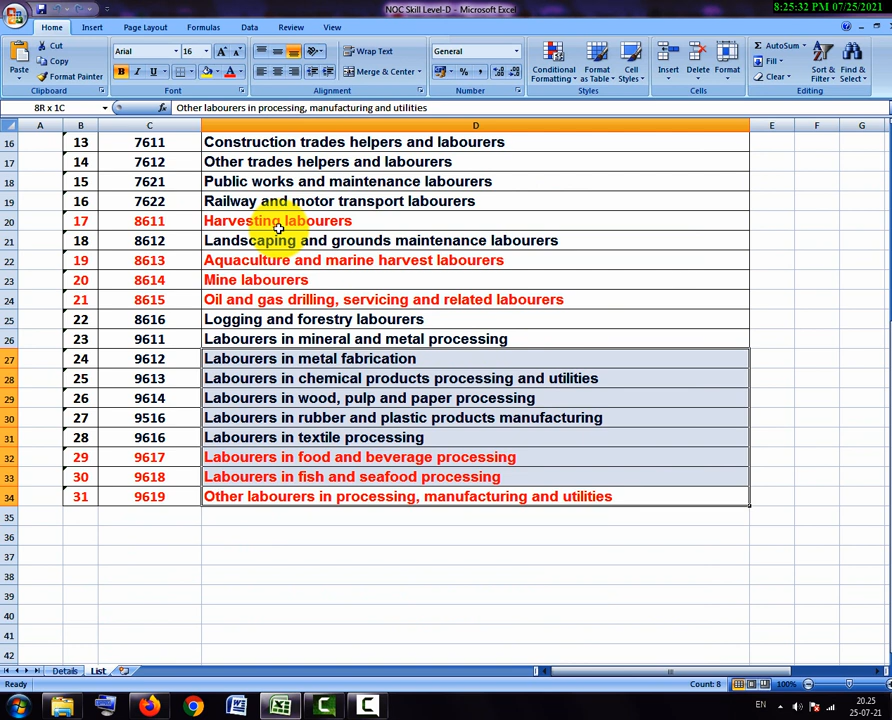 NOC Skill Level-D - Microsoft Excel
8:25:32 PM 07/25/2021
Home Insert Page Layout Formulas Data Review View
Paste
Cut
Copy
Format Painter
Clipboard
Arial 16
B I U
Font
Wrap Text
Merge & Center
Alignment
General
Number
Conditional Formatting
Format as Table
Cell Styles
Styles
Insert Delete Format
Cells
AutoSum
Fill
Clear
Sort & Filter
Find & Select
Editing
8R x 1C fx Other labourers in processing, manufacturing and utilities
A B C D E F G
16 13 7611 Construction trades helpers and labourers
17 14 7612 Other trades helpers and labourers
18 15 7621 Public works and maintenance labourers
19 16 7622 Railway and motor transport labourers
20 17 8611 Harvesting labourers
21 18 8612 Landscaping and grounds maintenance labourers
22 19 8613 Aquaculture and marine harvest labourers
23 20 8614 Mine labourers
24 21 8615 Oil and gas drilling, servicing and related labourers
25 22 8616 Logging and forestry labourers
26 23 9611 Labourers in mineral and metal processing
27 24 9612 Labourers in metal fabrication
28 25 9613 Labourers in chemical products processing and utilities
29 26 9614 Labourers in wood, pulp and paper processing
30 27 9516 Labourers in rubber and plastic products manufacturing
31 28 9616 Labourers in textile processing
32 29 9617 Labourers in food and beverage processing
33 30 9618 Labourers in fish and seafood processing
34 31 9619 Other labourers in processing, manufacturing and utilities
35
36
37
38
39
40
41
42
Details List
Ready Count: 8 100%
EN 20.25
25-07-21